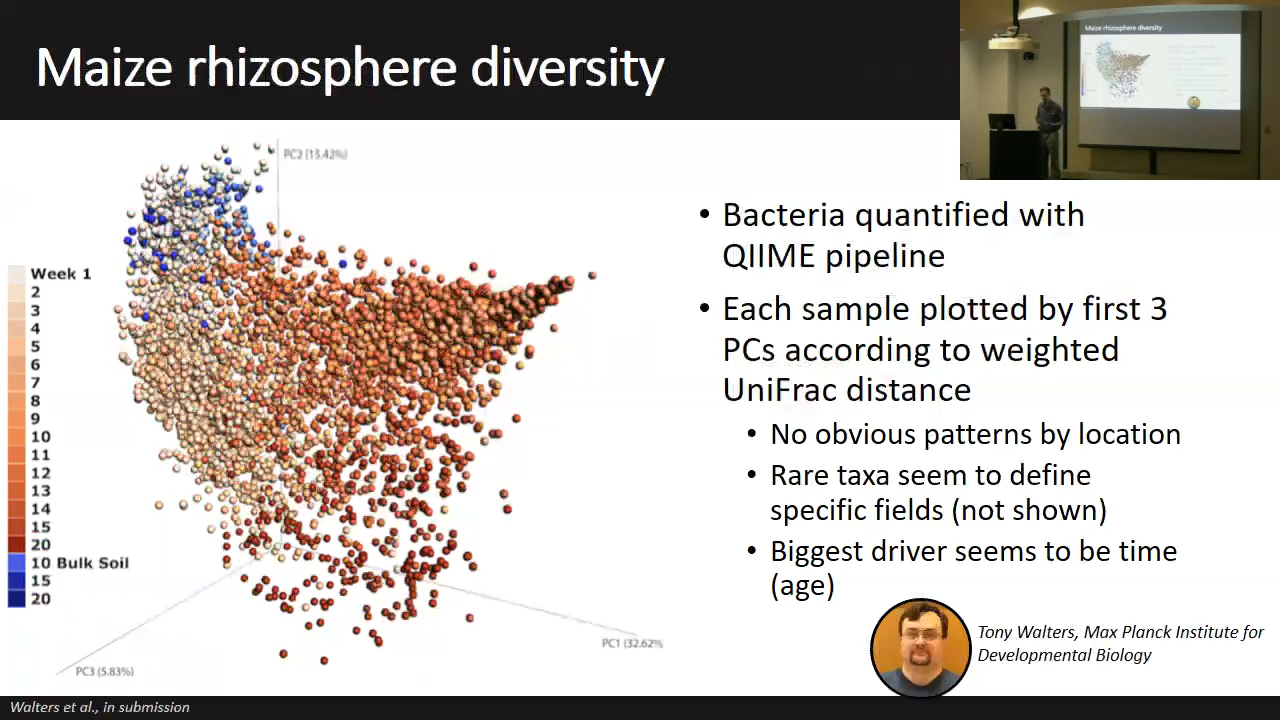 Maize rhizosphere diversity
Maize rhizosphere diversity
PC2 (15.42%)
Week 1
2
3
4
5
6
7
8
9
10
11
12
13
14
15
20
10 Bulk Soil
15
20
PC1 (32.62%)
PC3 (5.83%)
• Bacteria quantified with
QIIME pipeline
• Each sample plotted by first 3
PCs according to weighted
UniFrac distance
• No obvious patterns by location
• Rare taxa seem to define
specific fields (not shown)
• Biggest driver seems to be time
(age)
Tony Walters, Max Planck Institute for
Developmental Biology
Walters et al., in submission